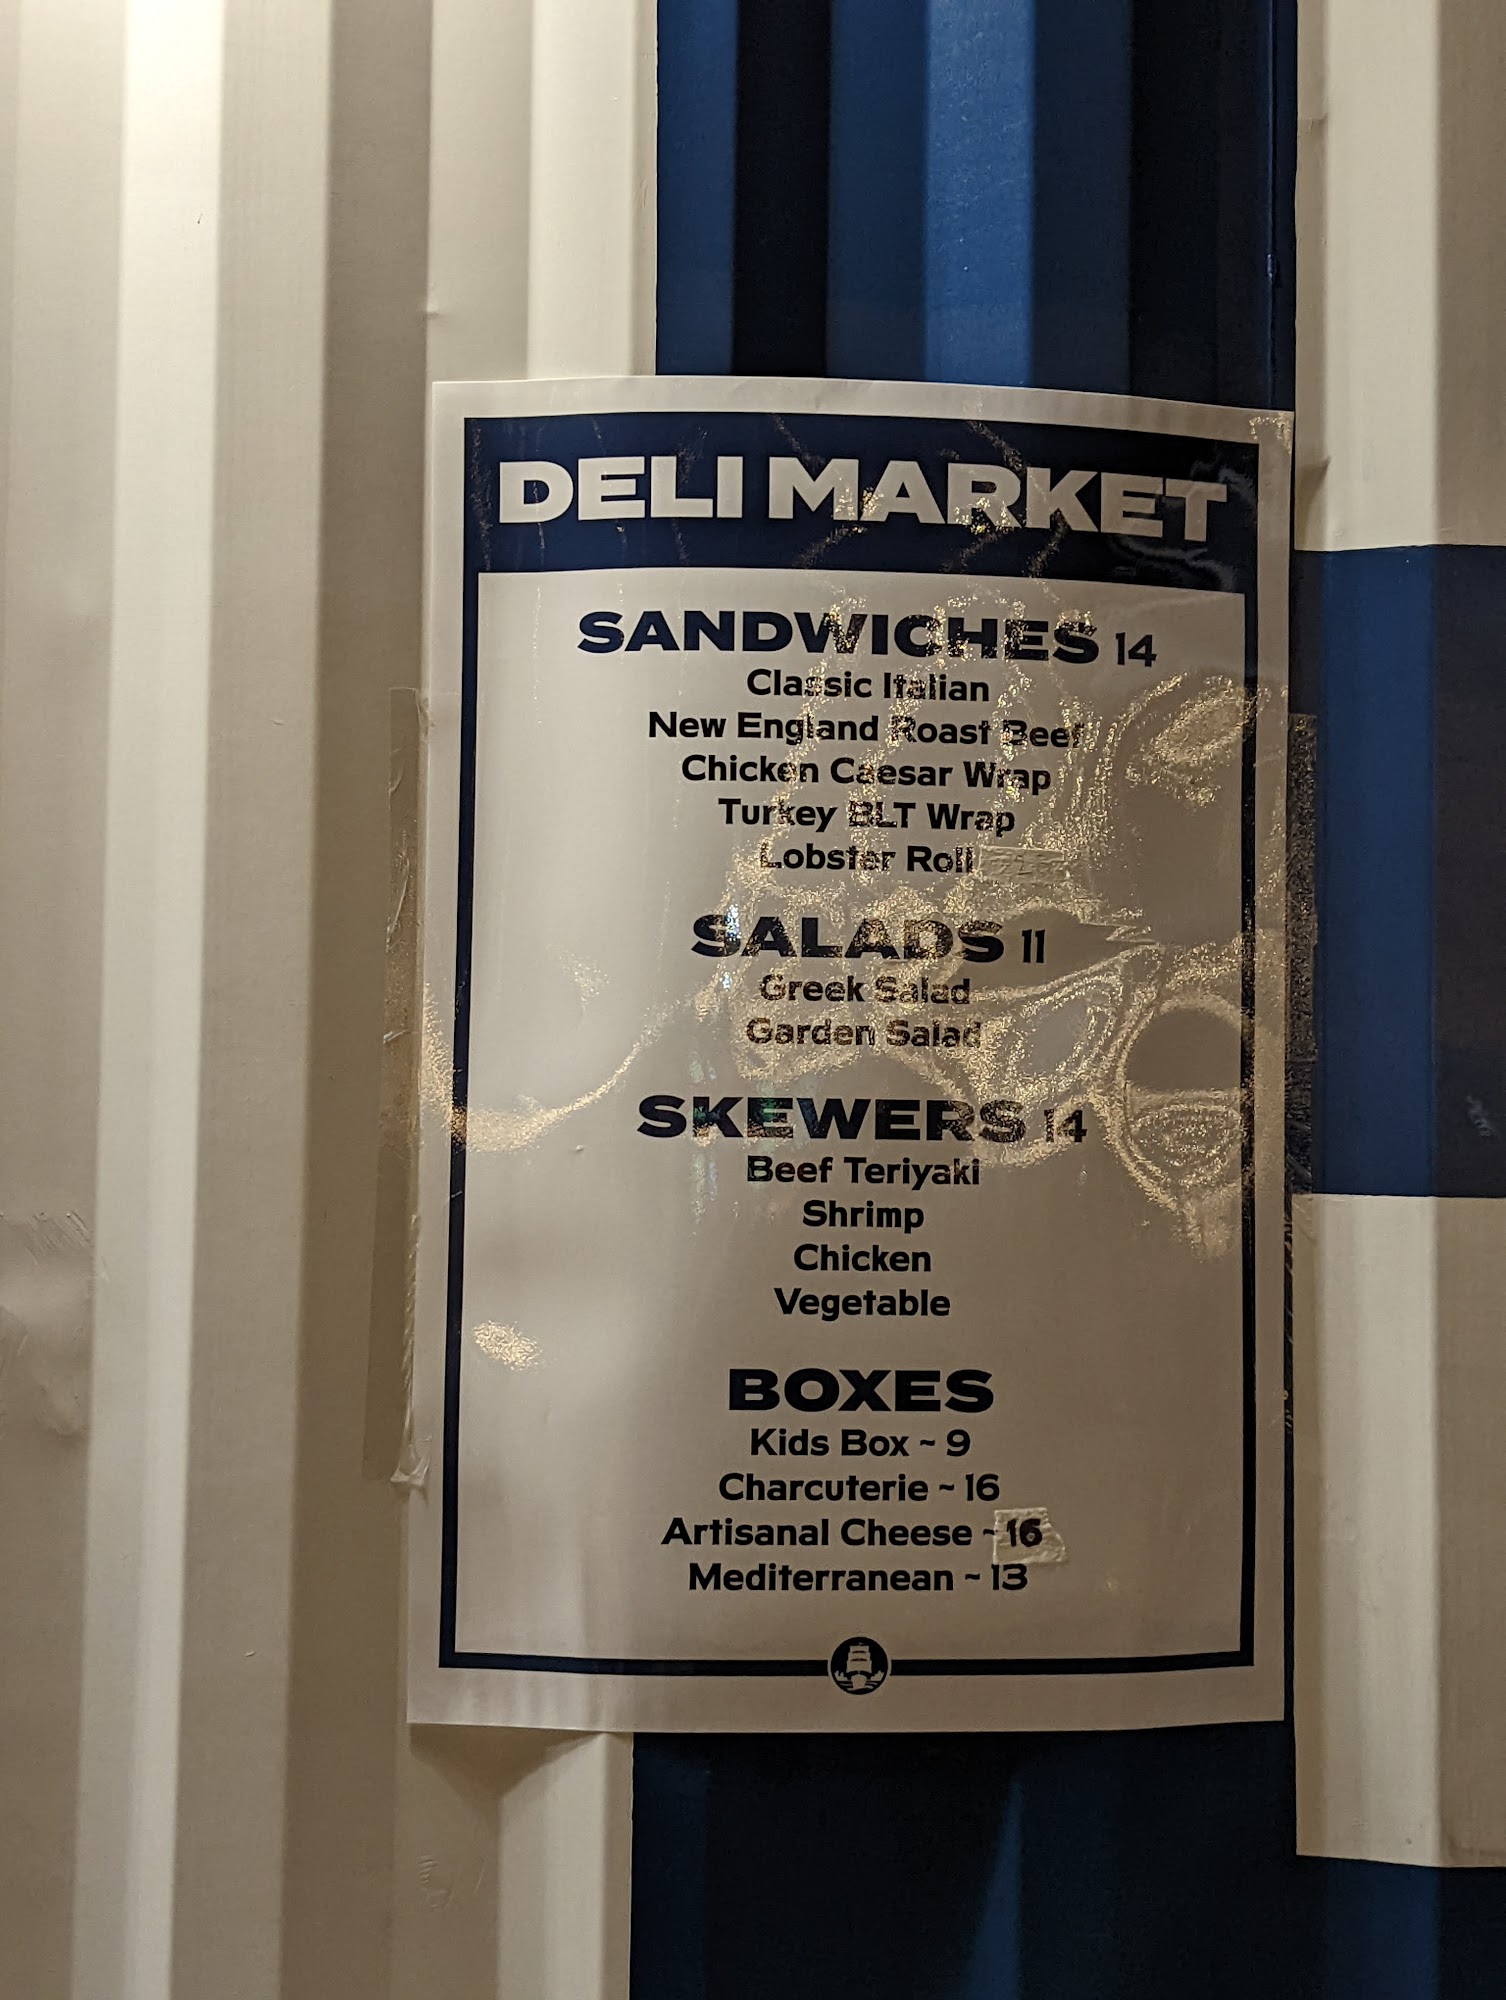 DELI MARKET
SANDWICHES 14
Classic Italian
New England Roast Beef
Chicken Caesar Wrap
Turkey BLT Wrap
Lobster Roll
SALADS 11
Greek Salad
Garden Salad
SKEWERS 14
Beef Teriyaki
Shrimp
Chicken
Vegetable
BOXES
Kids Box ~ 9
Charcuterie ~ 16
Artisanal Cheese ~ 16
Mediterranean ~ 13